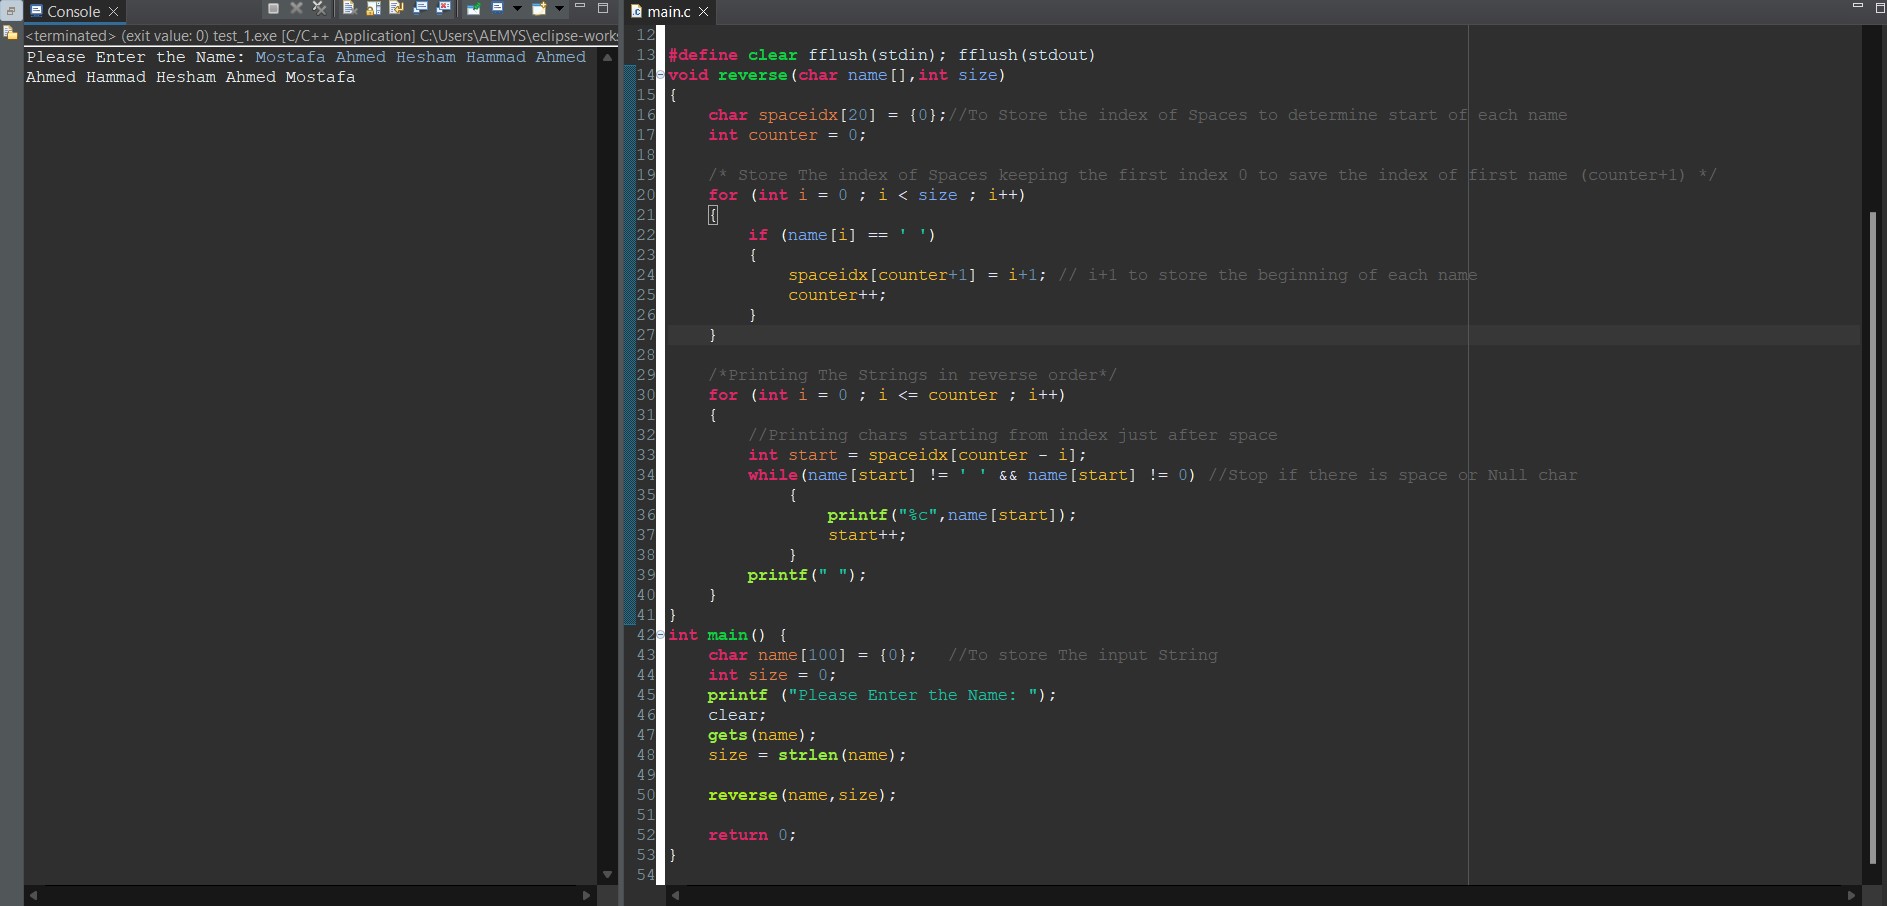 Console
<terminated> (exit value: 0) test_1.exe [C/C++ Application] C:\Users\AEMYS\eclipse-works
Please Enter the Name: Mostafa Ahmed Hesham Hammad Ahmed
Ahmed Hammad Hesham Ahmed Mostafa
main.c
12
13 #define clear fflush(stdin); fflush(stdout)
14 void reverse(char name[],int size)
15 {
16     char spaceidx[20] = {0};//To Store the index of Spaces to determine start of each name
17     int counter = 0;
18
19     /* Store The index of Spaces keeping the first index 0 to save the index of first name (counter+1) */
20     for (int i = 0 ; i < size ; i++)
21     {
22         if (name[i] == ' ')
23         {
24             spaceidx[counter+1] = i+1; // i+1 to store the beginning of each name
25             counter++;
26         }
27     }
28
29     /*Printing The Strings in reverse order*/
30     for (int i = 0 ; i <= counter ; i++)
31     {
32         //Printing chars starting from index just after space
33         int start = spaceidx[counter - i];
34         while(name[start] != ' ' && name[start] != 0) //Stop if there is space or Null char
35             {
36                 printf("%c",name[start]);
37                 start++;
38             }
39         printf(" ");
40     }
41 }
42 int main() {
43     char name[100] = {0};   //To store The input String
44     int size = 0;
45     printf ("Please Enter the Name: ");
46     clear;
47     gets(name);
48     size = strlen(name);
49
50     reverse(name,size);
51
52     return 0;
53 }
54